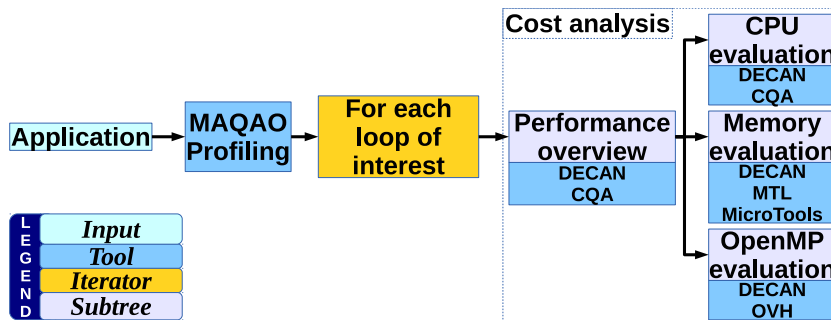 Cost analysis
Application
MAQAO
Profiling
For each
loop of
interest
Performance
overview
DECAN
CQA
CPU
evaluation
DECAN
CQA
Memory
evaluation
DECAN
MTL
MicroTools
OpenMP
evaluation
DECAN
OVH
LEGEND
Input
Tool
Iterator
Subtree